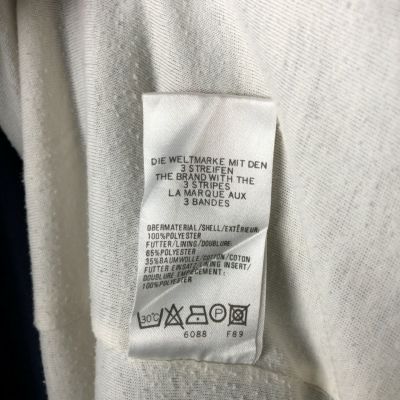 DIE WELTMARKE MIT DEN
3 STREIFEN
THE BRAND WITH THE
3 STRIPES
LA MARQUE AUX
3 BANDES
OBERMATERIAL/SHELL/EXTÉRIEUR:
100%POLYESTER
FUTTER/LINING/DOUBLURE:
65%POLYESTER
35%BAUMWOLLE/COTTON/COTON
FUTTER EINSATZ/LINING INSERT/
DOUBLURE EMPIÈCEMENT:
100%POLYESTER
30°C P
6088 F89